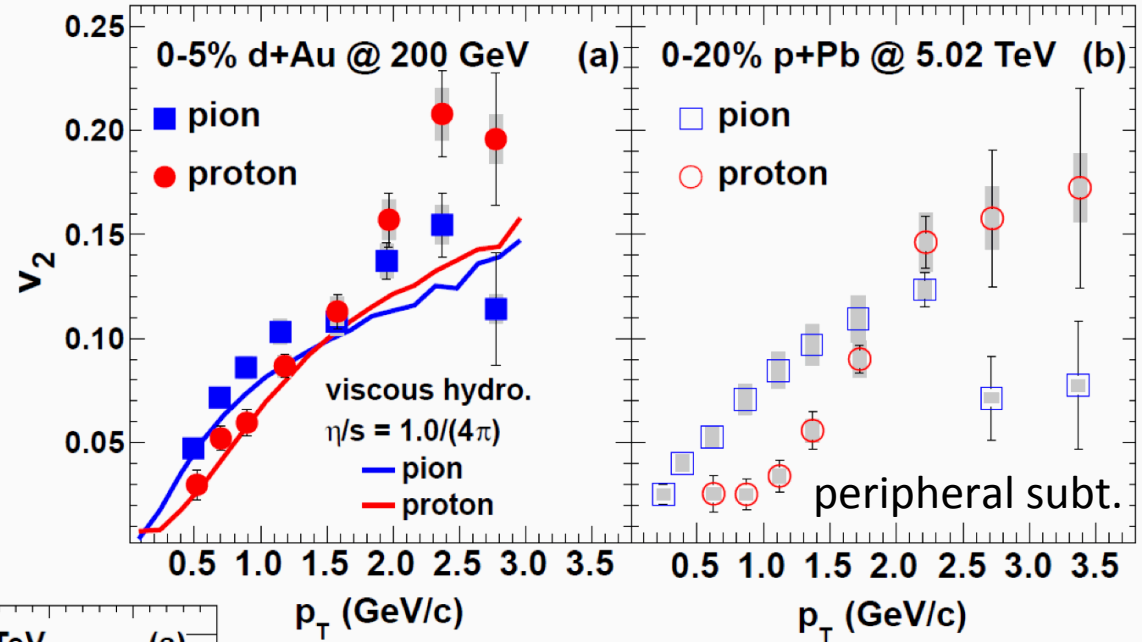 0-5% d+Au @ 200 GeV (a)
pion
proton
viscous hydro.
η/s = 1.0/(4π)
pion
proton
v2
0.25
0.20
0.15
0.10
0.05
0.5 1.0 1.5 2.0 2.5 3.0 3.5
pT (GeV/c)
0-20% p+Pb @ 5.02 TeV (b)
pion
proton
peripheral subt.
0.5 1.0 1.5 2.0 2.5 3.0 3.5
pT (GeV/c)